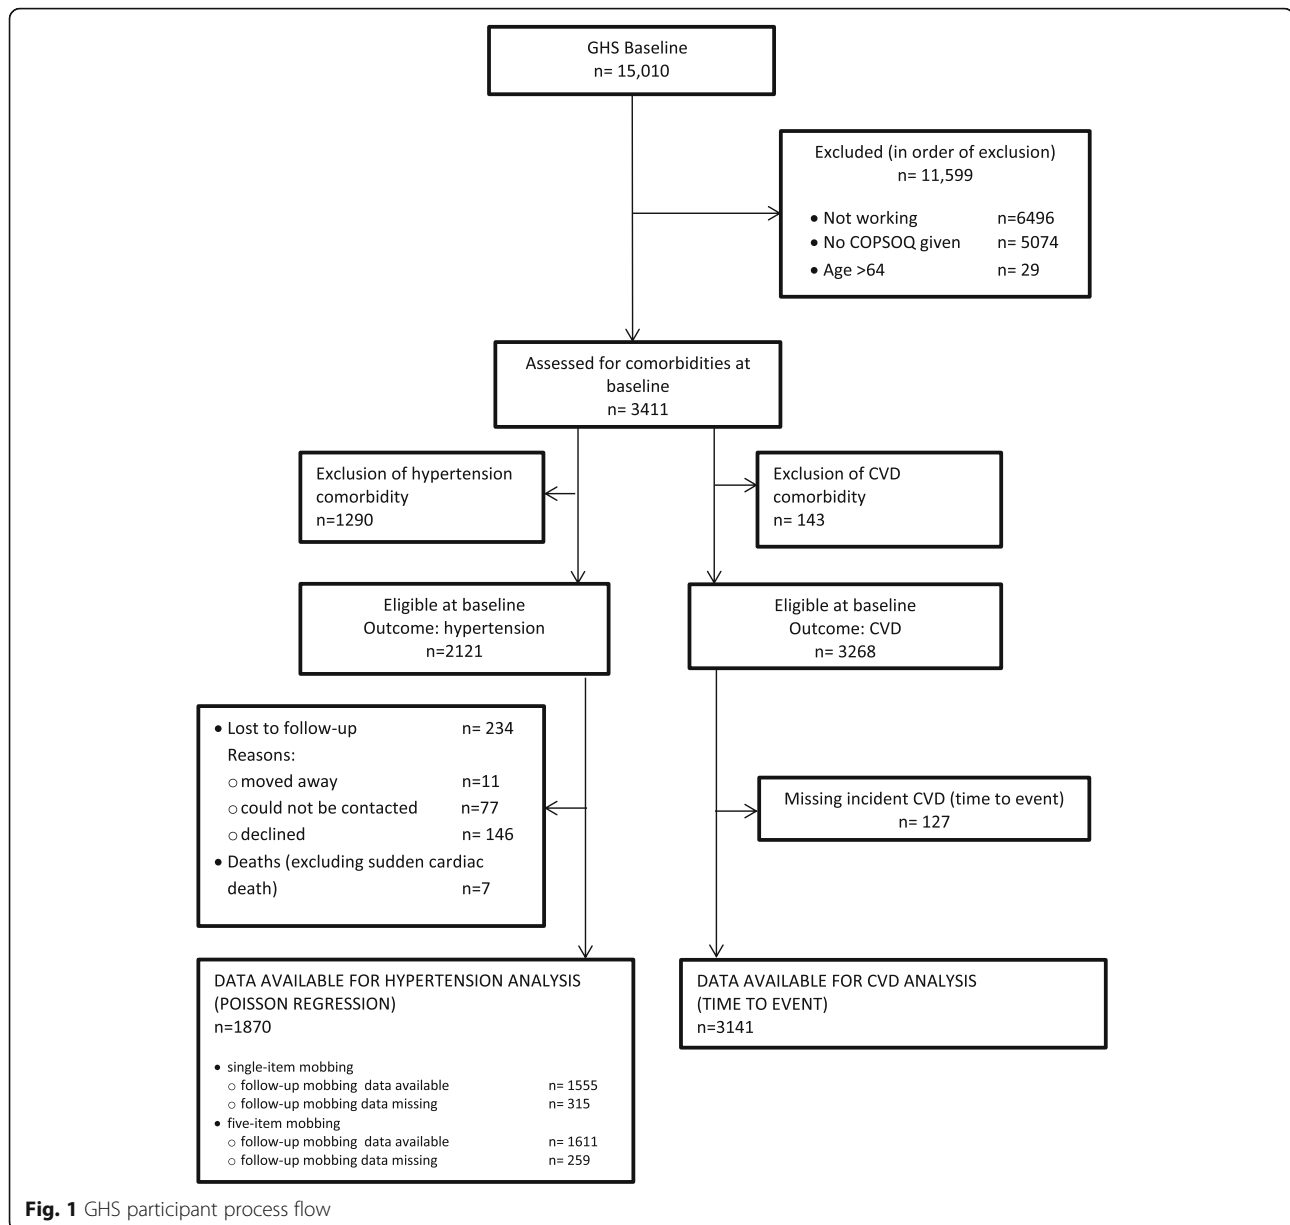 GHS Baseline
n= 15,010
Excluded (in order of exclusion)
n= 11,599
• Not working n=6496
• No COPSOQ given n= 5074
• Age >64 n= 29
Assessed for comorbidities at
baseline
n= 3411
Exclusion of hypertension
comorbidity
n=1290
Exclusion of CVD
comorbidity
n= 143
Eligible at baseline
Outcome: hypertension
n=2121
Eligible at baseline
Outcome: CVD
n= 3268
• Lost to follow-up n= 234
Reasons:
○ moved away n=11
○ could not be contacted n=77
○ declined n= 146
• Deaths (excluding sudden cardiac
death) n=7
Missing incident CVD (time to event)
n= 127
DATA AVAILABLE FOR HYPERTENSION ANALYSIS
(POISSON REGRESSION)
n=1870
• single-item mobbing
○ follow-up mobbing data available n= 1555
○ follow-up mobbing data missing n= 315
• five-item mobbing
○ follow-up mobbing data available n= 1611
○ follow-up mobbing data missing n= 259
DATA AVAILABLE FOR CVD ANALYSIS
(TIME TO EVENT)
n=3141
Fig. 1 GHS participant process flow